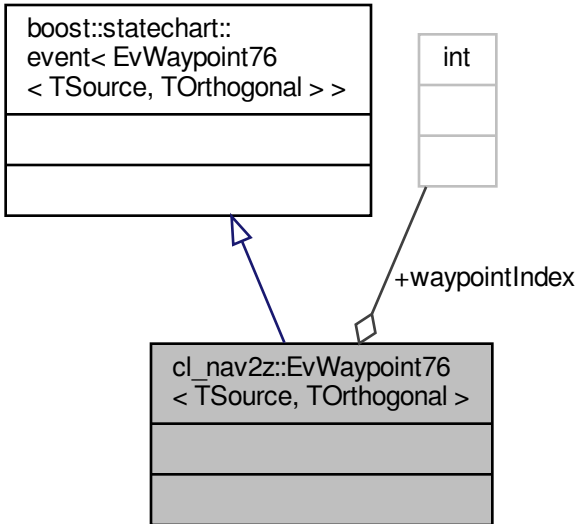 boost::statechart::
event< EvWaypoint76
< TSource, TOrthogonal > >
int
+waypointIndex
cl_nav2z::EvWaypoint76
< TSource, TOrthogonal >